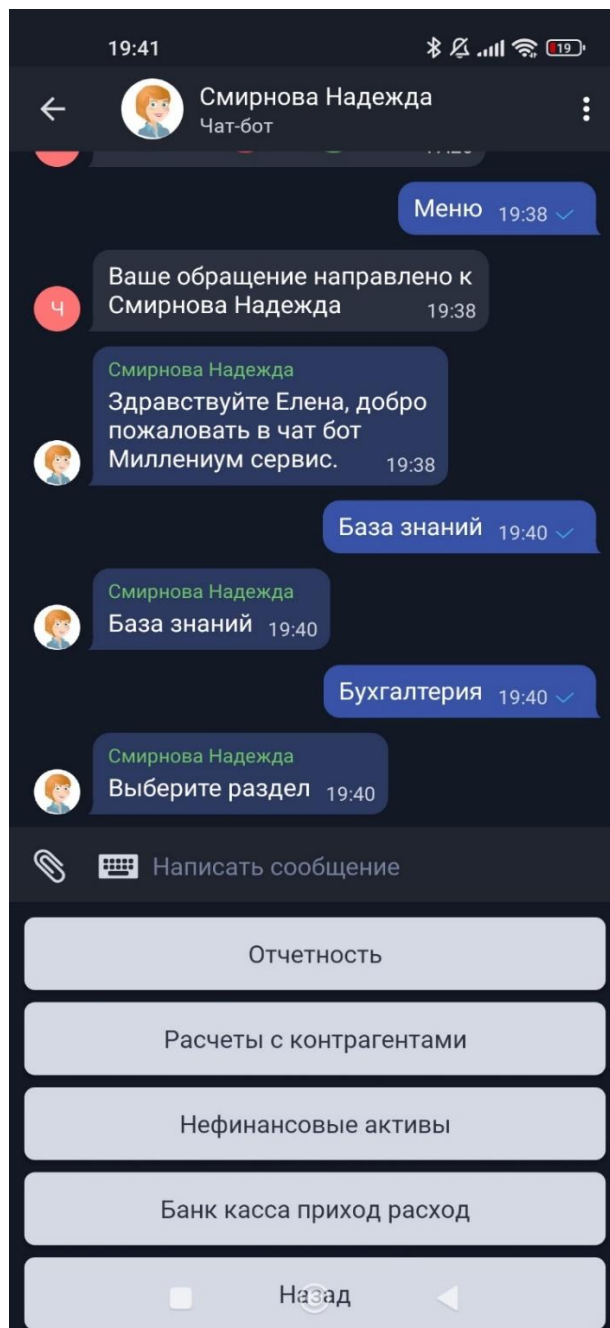 19:41
19
Смирнова Надежда
Чат-бот
Меню 19:38
Ваше обращение направлено к
Ч
Смирнова Надежда 19:38
Смирнова Надежда
Здравствуйте Елена, добро
пожаловать в чат бот
Миллениум сервис. 19:38
База знаний 19:40
Смирнова Надежда
База знаний 19:40
Бухгалтерия 19:40
Смирнова Надежда
Выберите раздел 19:40
Написать сообщение
Отчетность
Расчеты с контрагентами
Нефинансовые активы
Банк касса приход расход
Назад